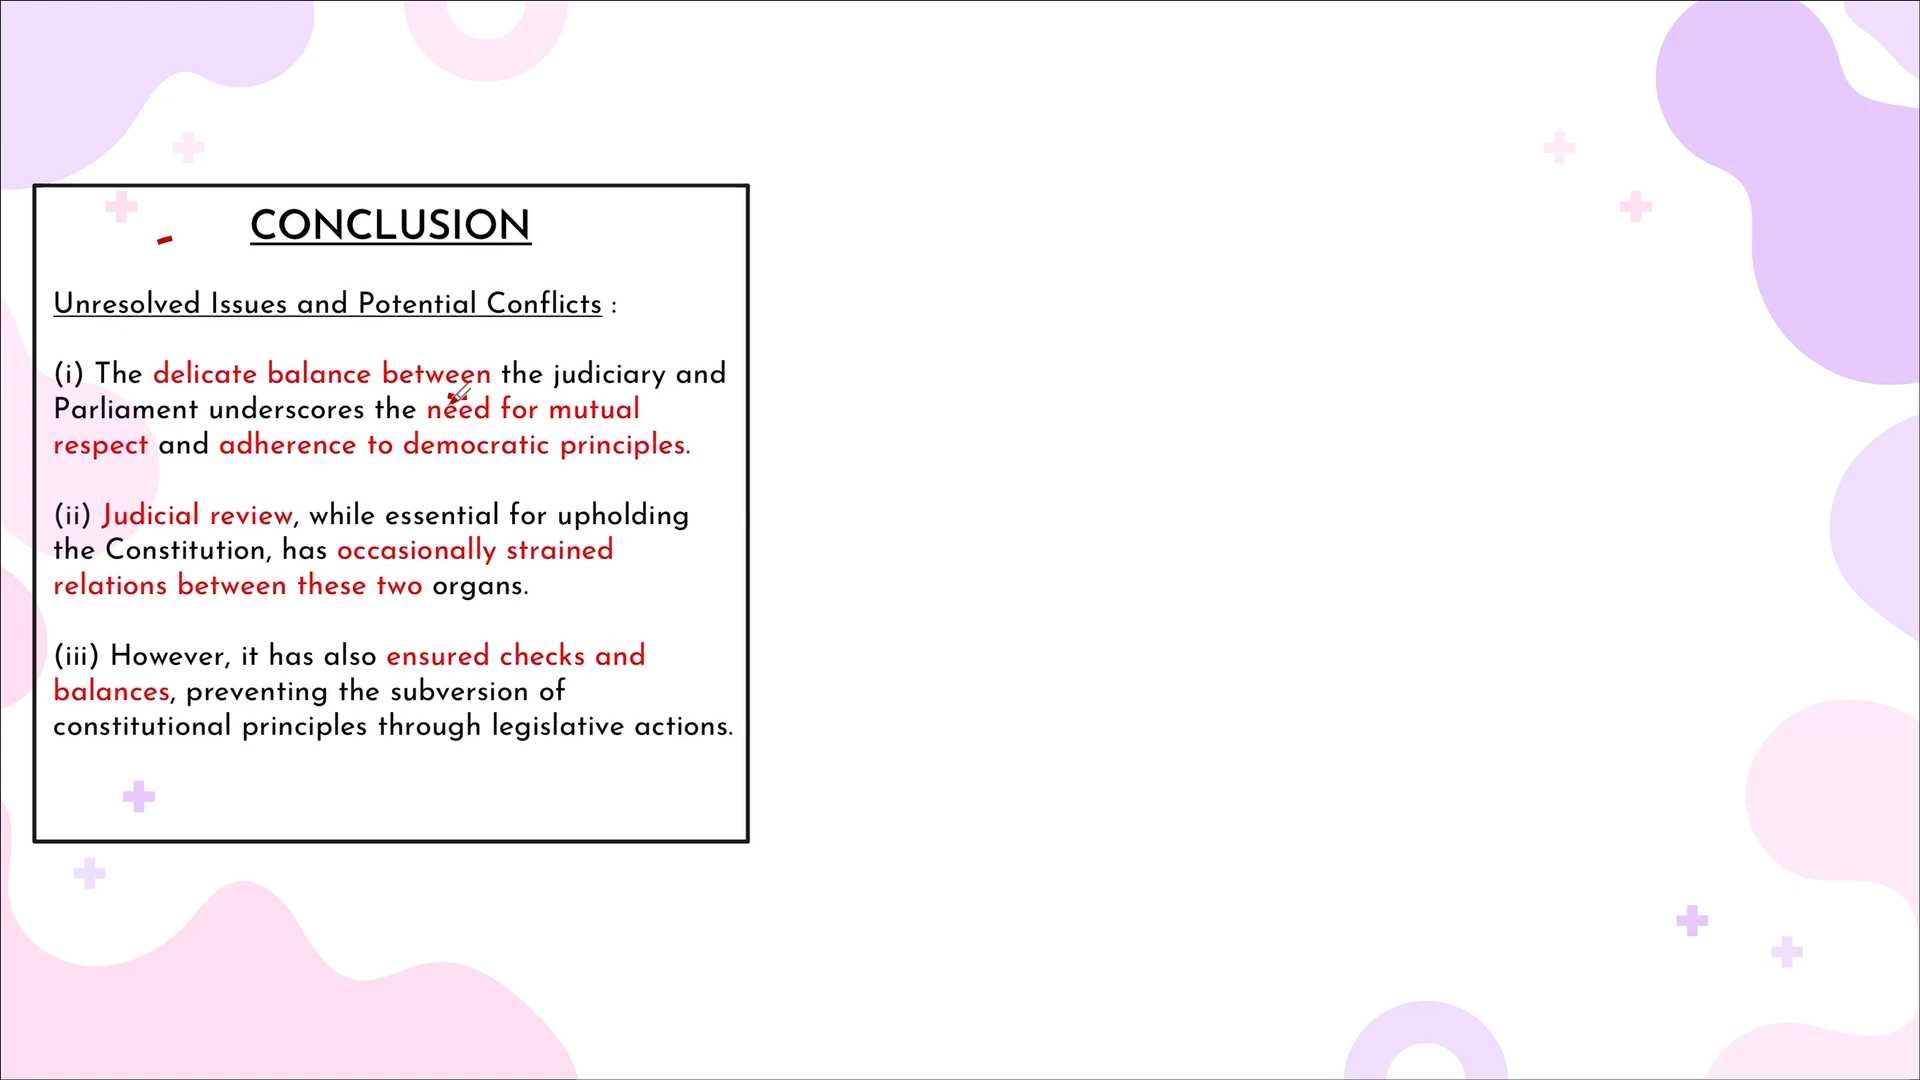 CONCLUSION
Unresolved Issues and Potential Conflicts :
(i) The delicate balance between the judiciary and
Parliament underscores the need for mutual
respect and adherence to democratic principles.
(ii) Judicial review, while essential for upholding
the Constitution, has occasionally strained
relations between these two organs.
(iii) However, it has also ensured checks and
balances, preventing the subversion of
constitutional principles through legislative actions.